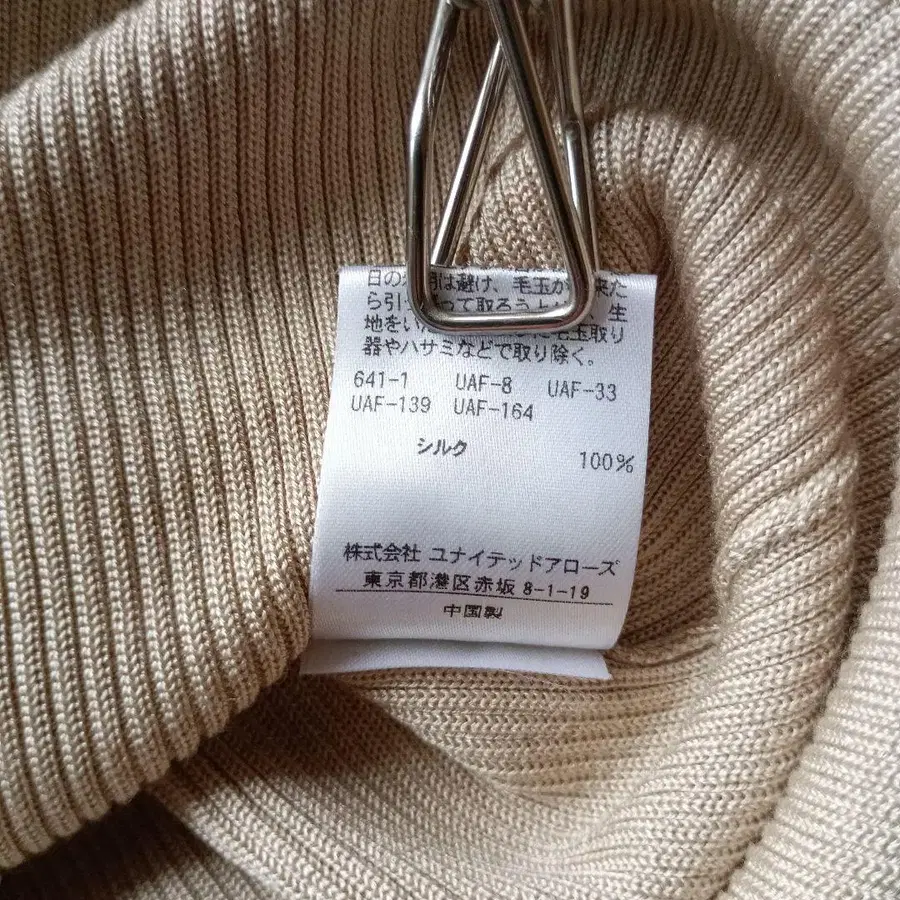 日の は避け、毛玉が 来た
ら引っ って取ろうと 生
地をい 毛玉取り
器やハサミなどで取り除く。
641-1 UAF-8 UAF-33
UAF-139 UAF-164
シルク 100%
株式会社 ユナイテッドアローズ
東京都港区赤坂 8-1-19
中国製